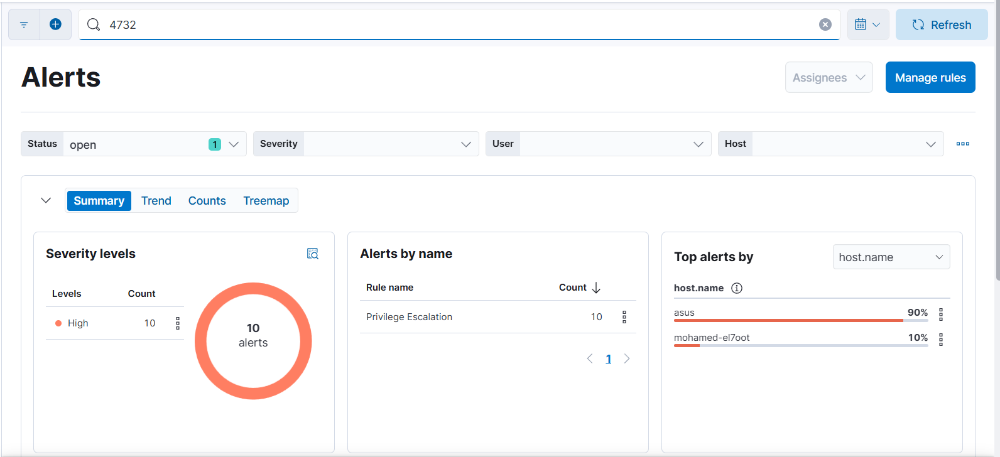 4732
Refresh
Alerts
Assignees
Manage rules
Status open 1
Severity
User
Host
Summary Trend Counts Treemap
Severity levels
Levels Count
High 10
10
alerts
Alerts by name
Rule name Count
Privilege Escalation 10
1
Top alerts by host.name
host.name
asus 90%
mohamed-el7oot 10%